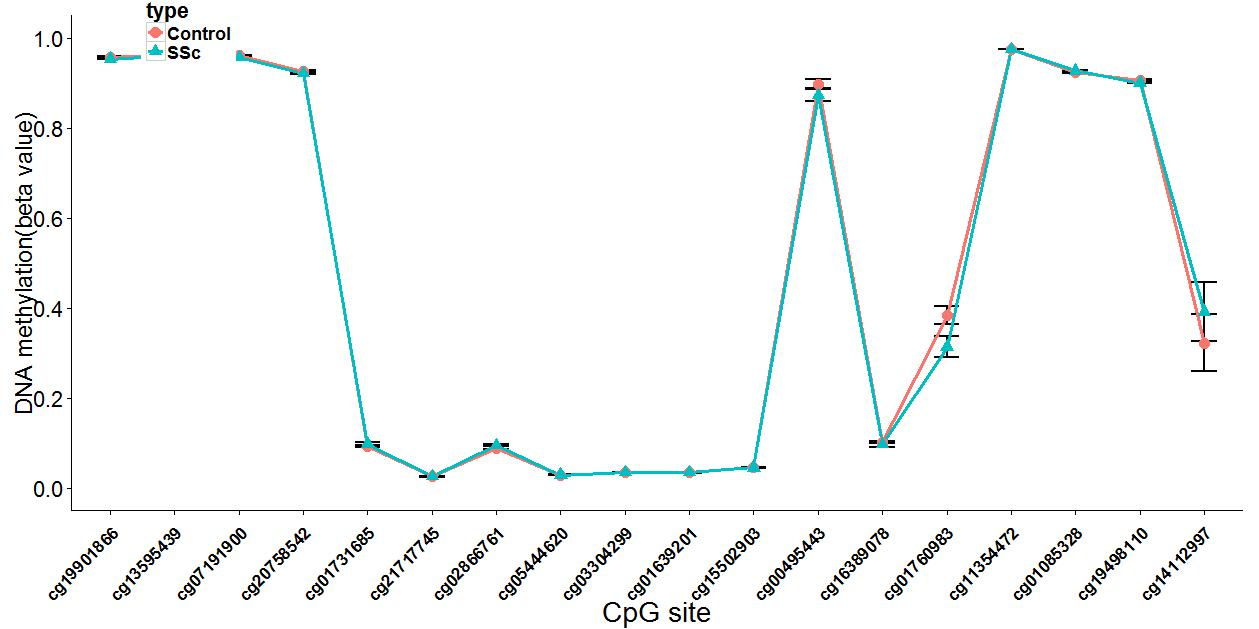 type
Control
SSc
1.0
0.8
0.6
0.4
0.2
0.0
DNA methylation(beta value)
cg19901866
cg13595439
cg07191900
cg20758542
cg01731685
cg21717745
cg02866761
cg05444620
cg03304299
cg01639201
cg15502903
cg00495443
cg16389078
cg01760983
cg11354472
cg01085328
cg19498110
cg14112997
CpG site